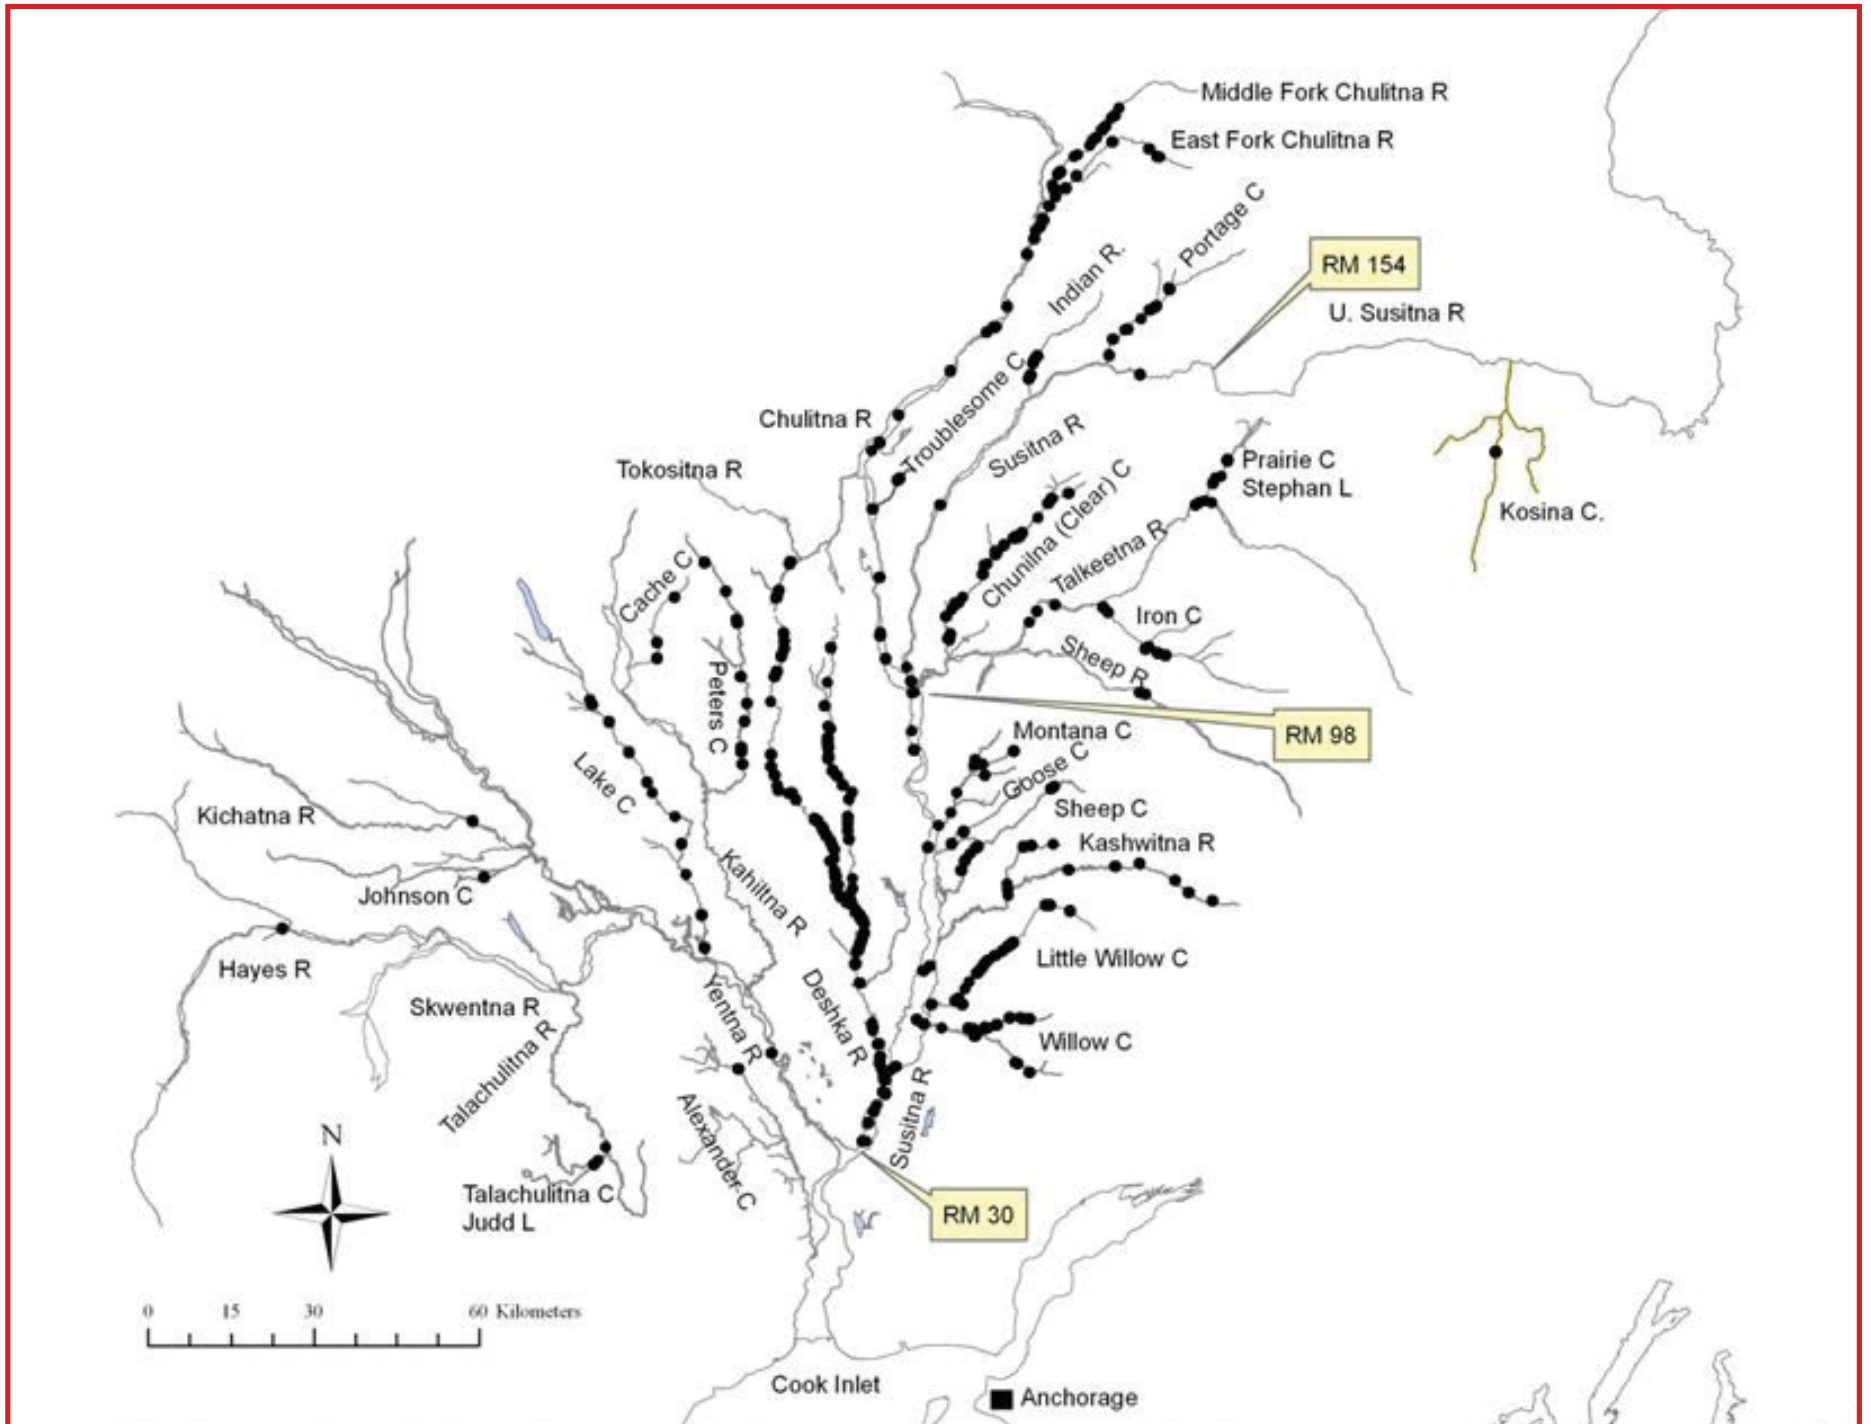 Middle Fork Chulitna R
East Fork Chulitna R
Portage C
Indian R.
RM 154
U. Susitna R
Troublesome C
Chulitna R
Susitna R
Tokositna R
Prairie C
Stephan L
Chunilna (Clear) C
Kosina C.
Talkeetna R
Cache C
Iron C
Sheep R
Peters C
RM 98
Montana C
Goose C
Lake C
Sheep C
Kichatna R
Kashwitna R
Kahiltna R
Johnson C
Little Willow C
Hayes R
Skwentna R
Yentna R
Deshka R
Willow C
Talachulitna R
Susitna R
Alexander C
N
Talachulitna C
Judd L
RM 30
0 15 30 60 Kilometers
Cook Inlet
Anchorage